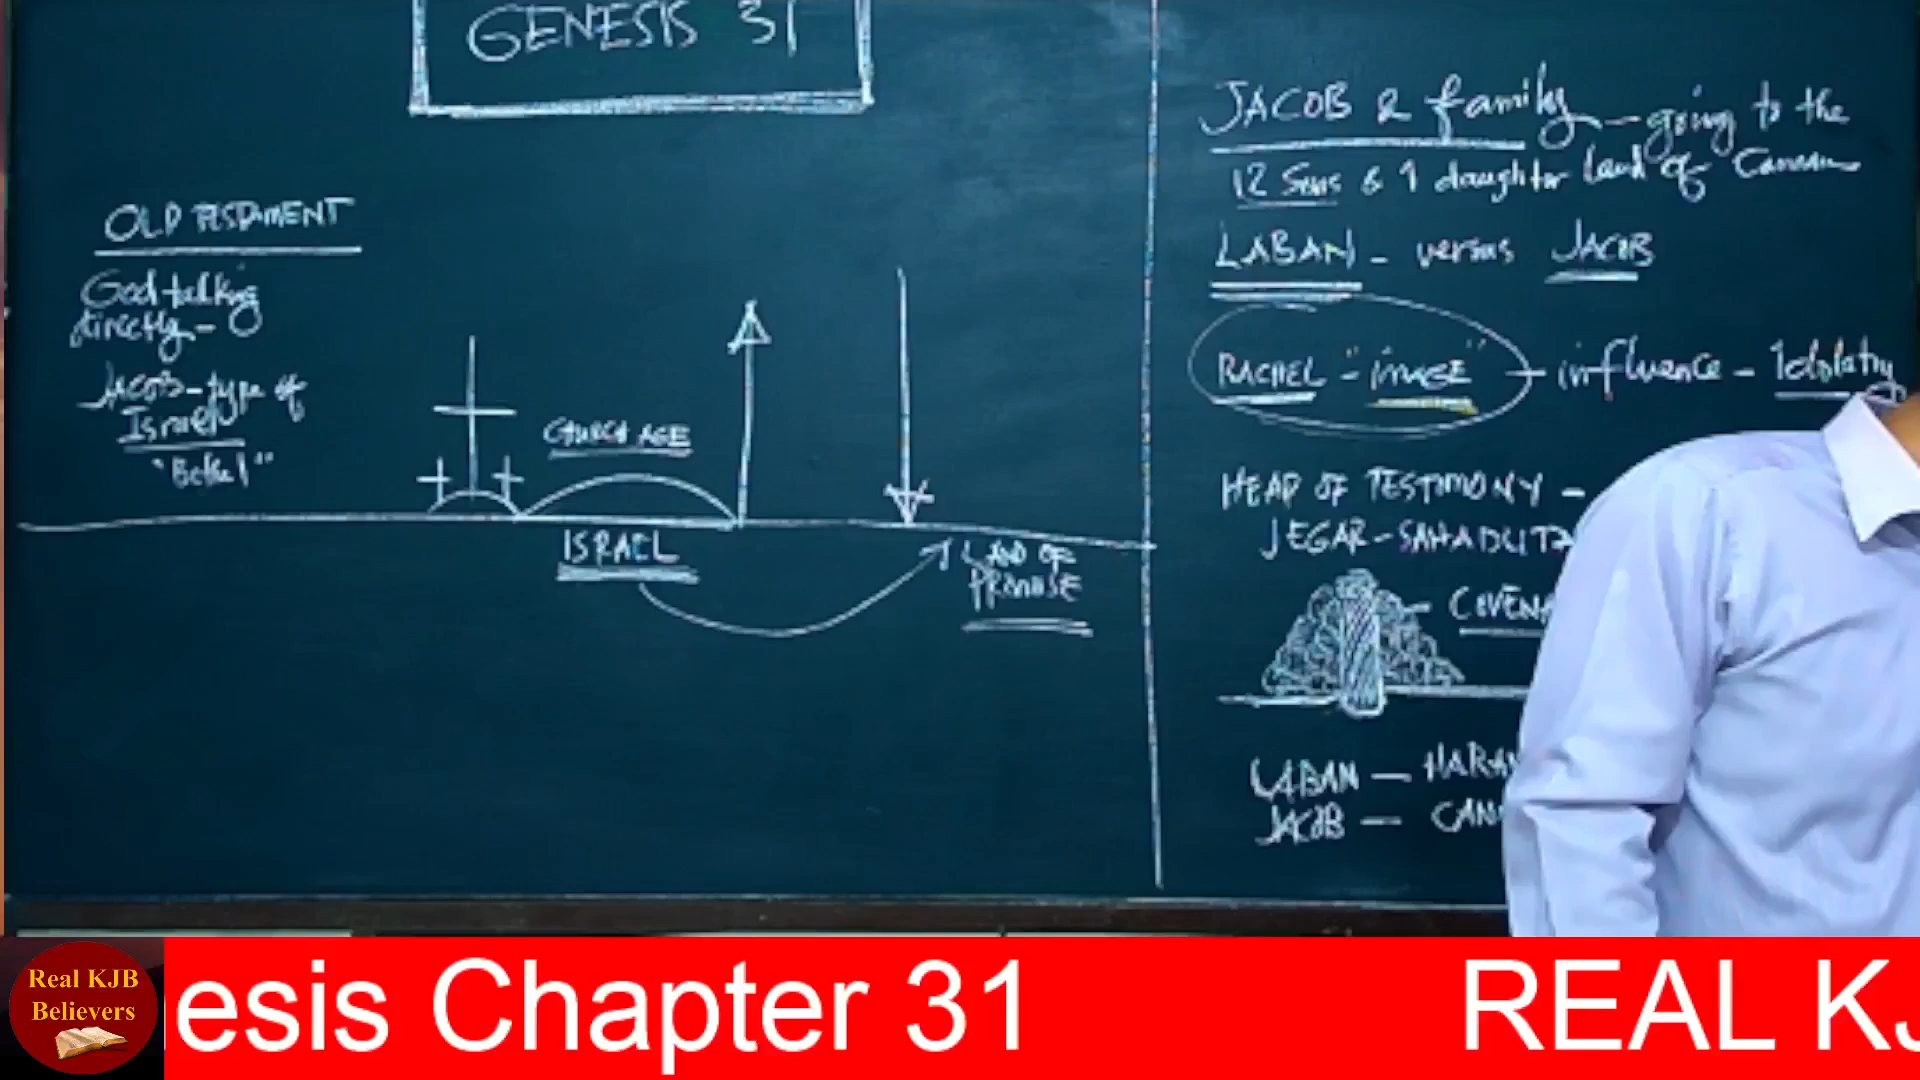 GENESIS 31
OLD TESTAMENT
God talking
directly -
Jacob - type of
Israel
"Bethel"
CHURCH AGE
ISRAEL
LAND OF
PROMISE
JACOB & family - going to the
12 Sons & 1 daughter land of Canaan
LABAN - versus JACOB
RACHEL - "image" - influence - Idolatry
HEAP OF TESTIMONY -
JEGAR-SAHADUTH
- COVENA
LABAN - HARAN
JACOB - CAN
Real KJB
Believers
esis Chapter 31
REAL KJ